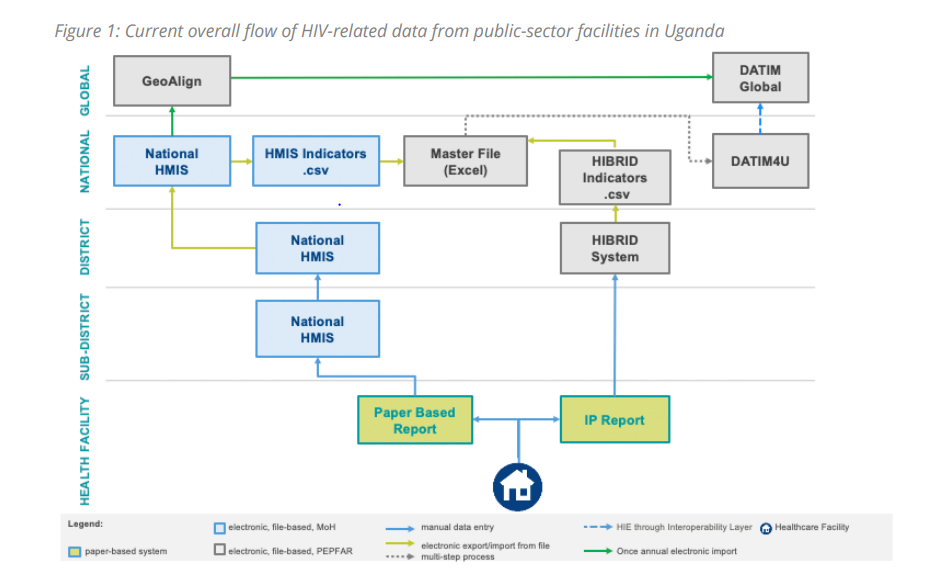 Figure 1: Current overall flow of HIV-related data from public-sector facilities in Uganda
GLOBAL
GeoAlign
DATIM
Global
NATIONAL
National
HMIS
HMIS Indicators
.csv
Master File
(Excel)
HIBRID
Indicators
.csv
DATIM4U
DISTRICT
National
HMIS
HIBRID
System
SUB-DISTRICT
National
HMIS
HEALTH FACILITY
Paper Based
Report
IP Report
Legend:
paper-based system
electronic, file-based, MoH
electronic, file-based, PEPFAR
manual data entry
electronic export/import from file
multi-step process
HIE through Interoperability Layer
Once annual electronic import
Healthcare Facility